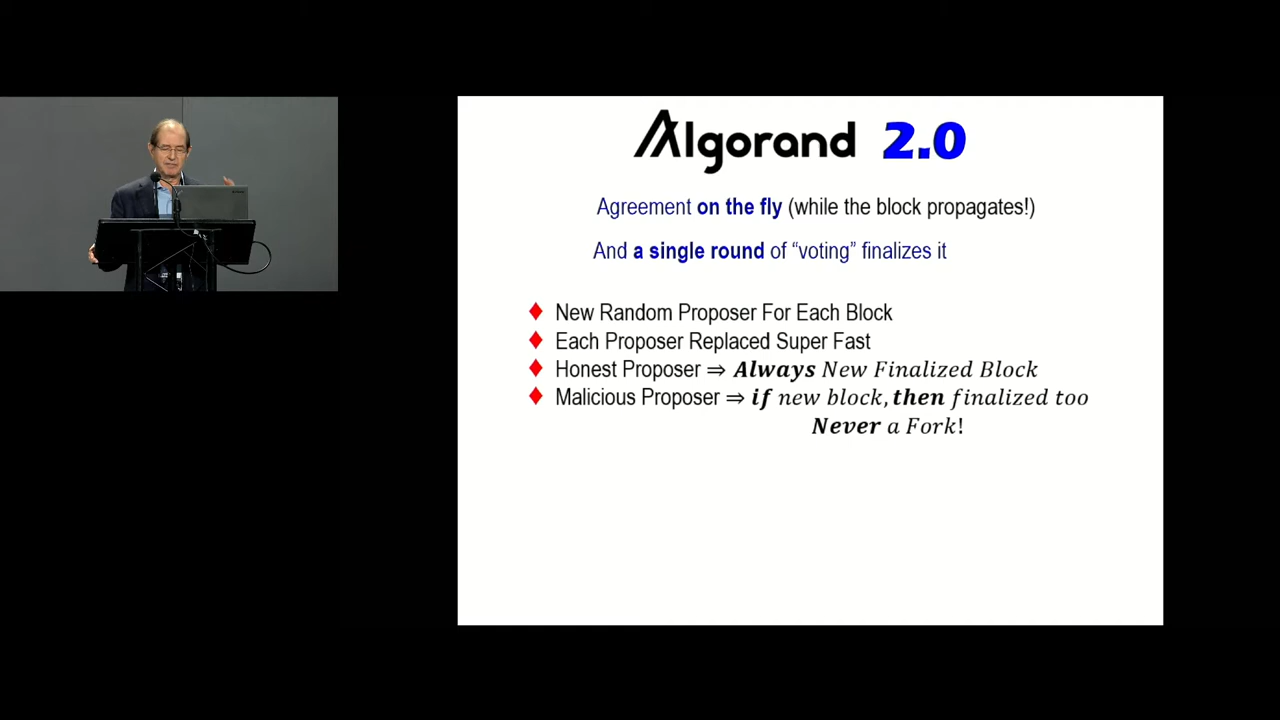 Algorand 2.0
Agreement on the fly (while the block propagates!)
And a single round of “voting” finalizes it
New Random Proposer For Each Block
Each Proposer Replaced Super Fast
Honest Proposer ⇒ Always New Finalized Block
Malicious Proposer ⇒ if new block, then finalized too
Never a Fork!